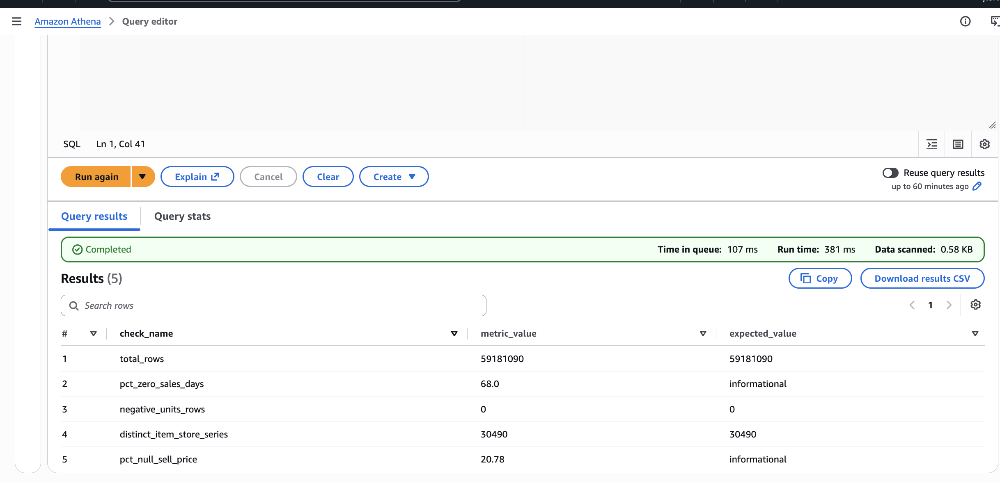 Amazon Athena > Query editor
SQL Ln 1, Col 41
Run again Explain Cancel Clear Create Reuse query results
up to 60 minutes ago
Query results Query stats
Completed Time in queue: 107 ms Run time: 381 ms Data scanned: 0.58 KB
Results (5) Copy Download results CSV
Search rows 1
# check_name metric_value expected_value
1 total_rows 59181090 59181090
2 pct_zero_sales_days 68.0 informational
3 negative_units_rows 0 0
4 distinct_item_store_series 30490 30490
5 pct_null_sell_price 20.78 informational